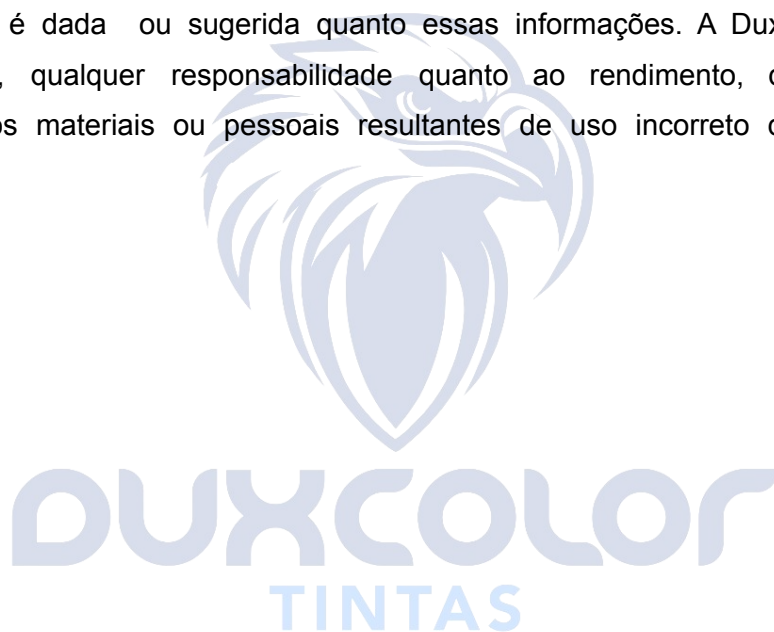 é dada ou sugerida quanto essas informações. A Dux
, qualquer responsabilidade quanto ao rendimento,
os materiais ou pessoais resultantes de uso incorreto
DUXCOLOR
TINTAS